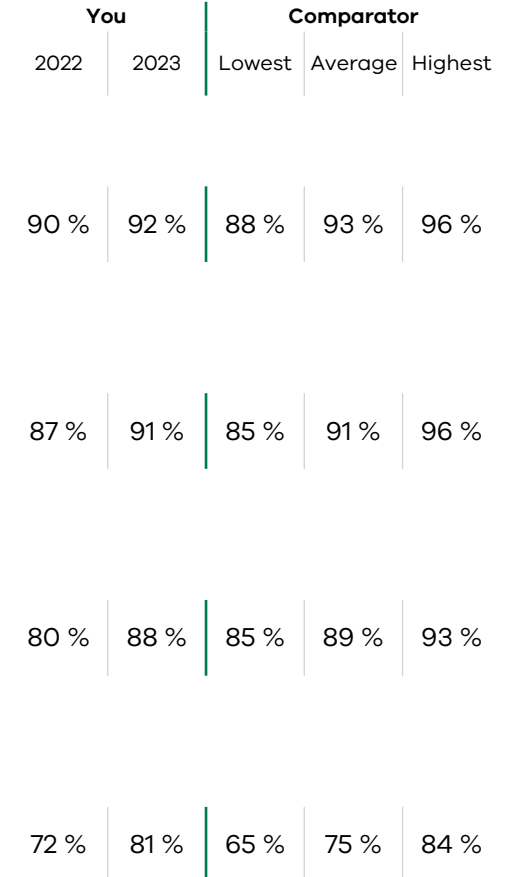 You Comparator
2022 2023 Lowest Average Highest
90 % 92 % 88 % 93 % 96 %
87 % 91 % 85 % 91 % 96 %
80 % 88 % 85 % 89 % 93 %
72 % 81 % 65 % 75 % 84 %